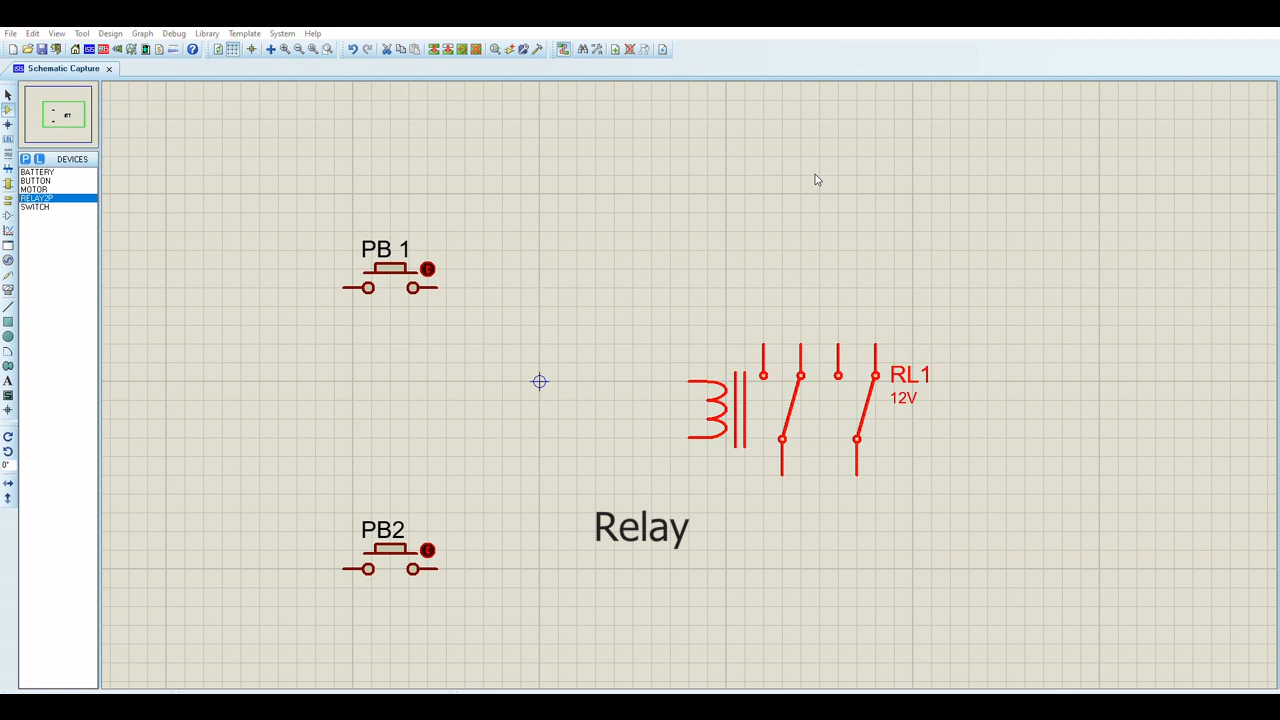 File Edit View Tool Design Graph Debug Library Template System Help
Schematic Capture
P L DEVICES
BATTERY
BUTTON
MOTOR
RELAY2P
SWITCH
0°
PB 1
RL1
12V
Relay
PB2